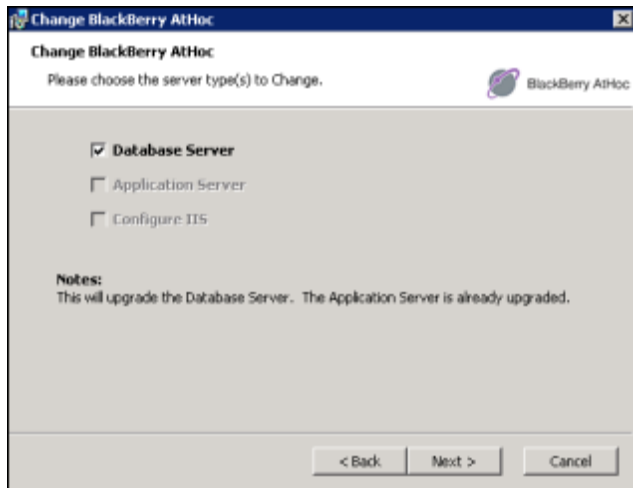 Change BlackBerry AtHoc
Change BlackBerry AtHoc
Please choose the server type(s) to Change.
BlackBerry AtHoc
Database Server
Application Server
Configure IIS
Notes:
This will upgrade the Database Server. The Application Server is already upgraded.
< Back
Next >
Cancel